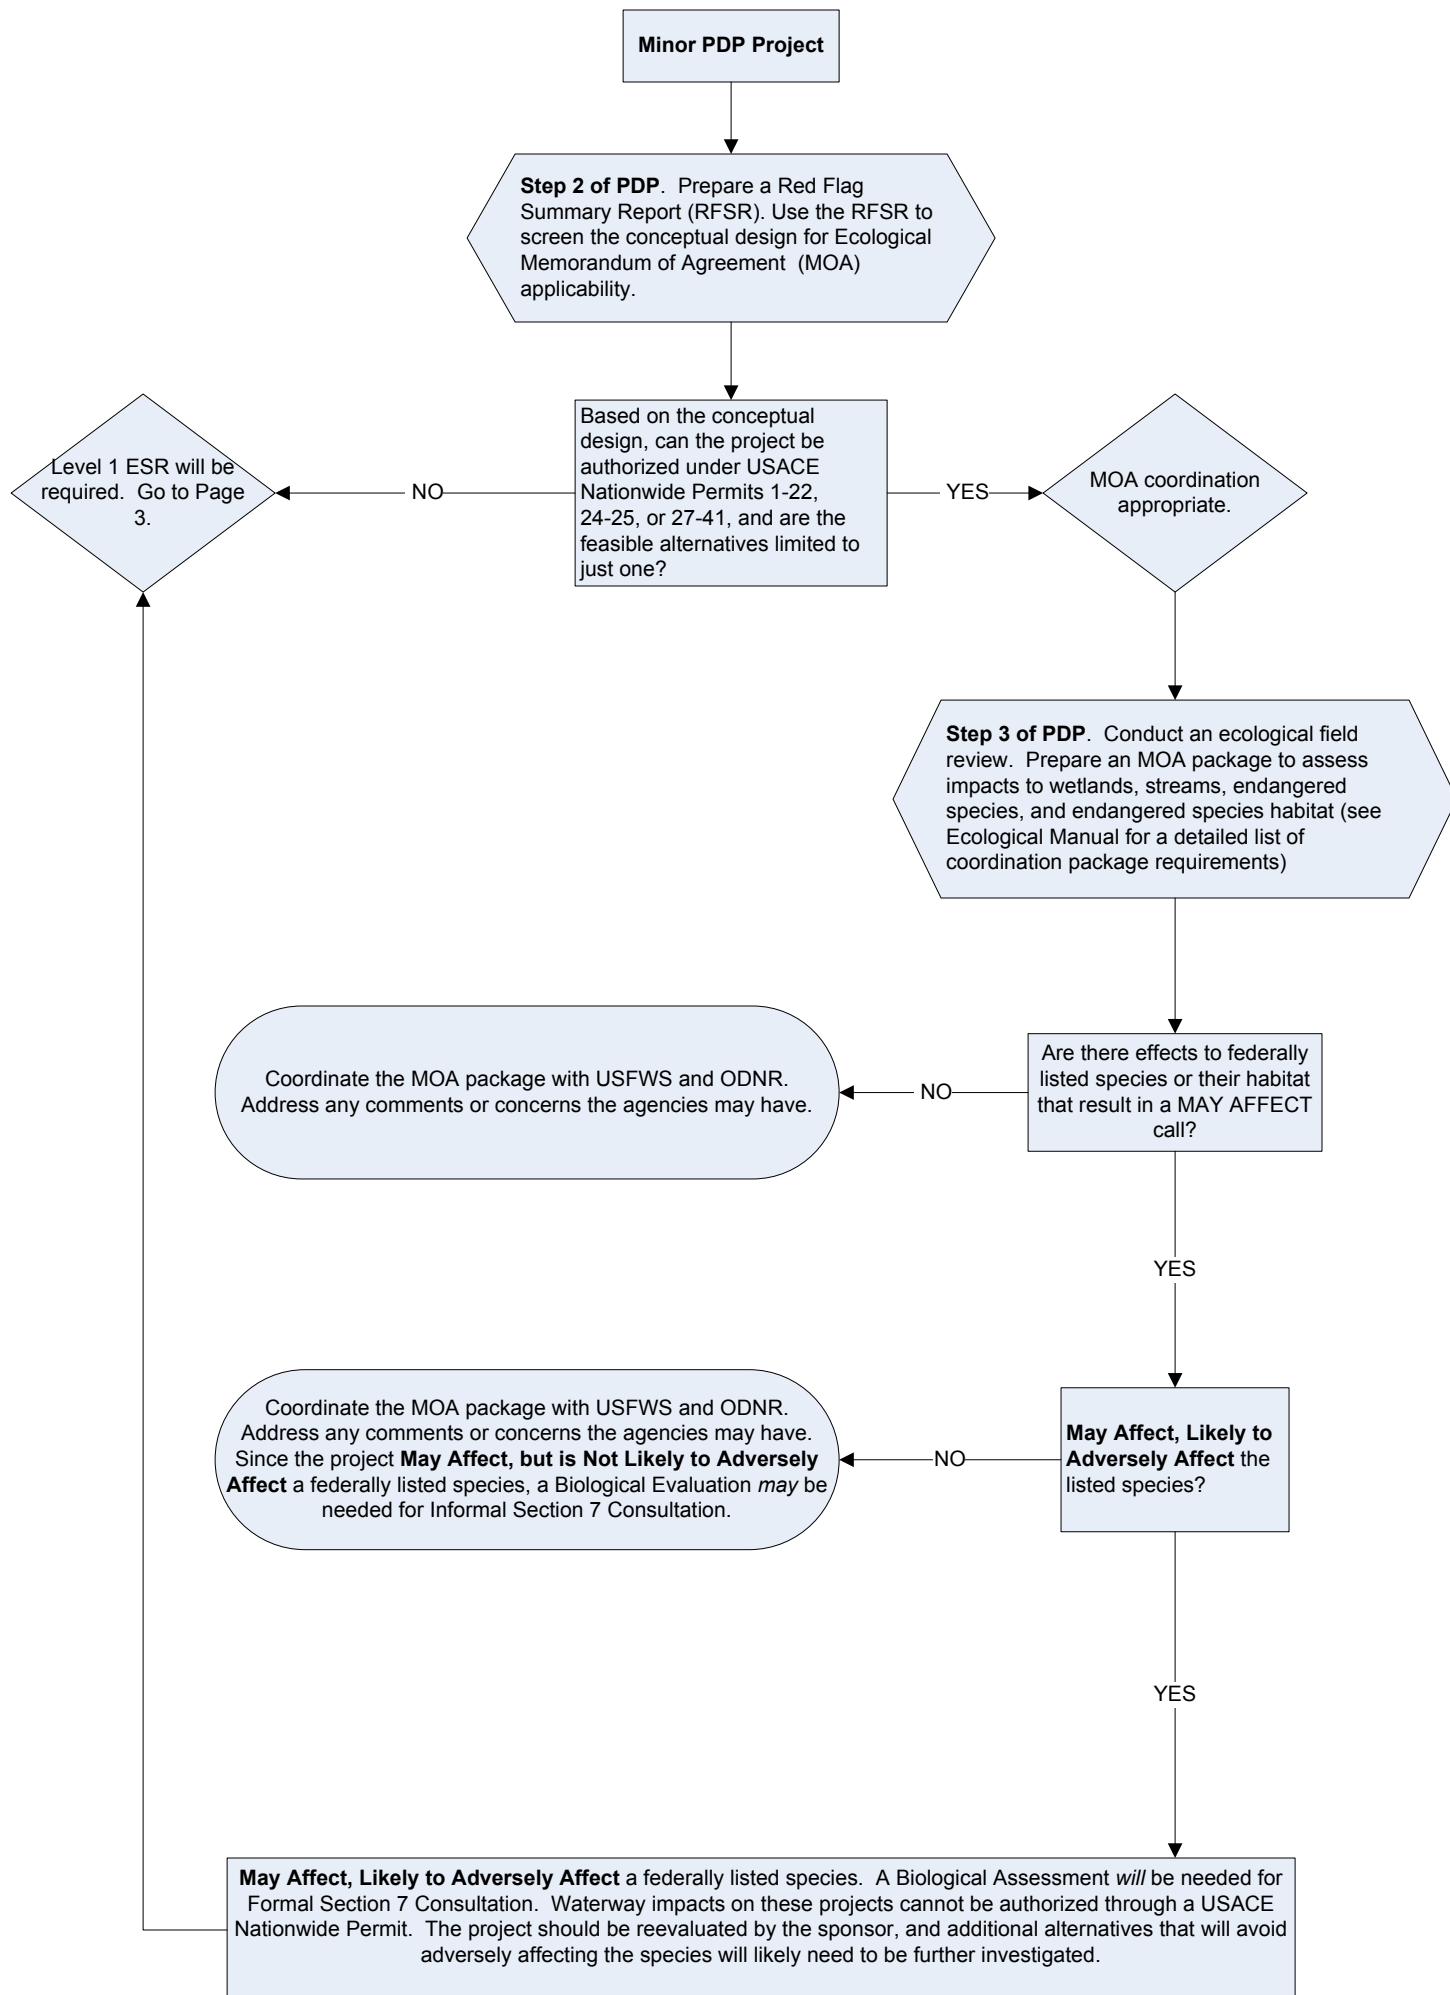 Minor PDP Project
Step 2 of PDP.  Prepare a Red Flag
Summary Report (RFSR). Use the RFSR to
screen the conceptual design for Ecological
Memorandum of Agreement  (MOA)
applicability.
Based on the conceptual
design, can the project be
authorized under USACE
Nationwide Permits 1-22,
24-25, or 27-41, and are the
feasible alternatives limited to
just one?
NO
Level 1 ESR will be
required.  Go to Page
3.
YES
MOA coordination
appropriate.
Step 3 of PDP.  Conduct an ecological field
review.  Prepare an MOA package to assess
impacts to wetlands, streams, endangered
species, and endangered species habitat (see
Ecological Manual for a detailed list of
coordination package requirements)
Are there effects to federally
listed species or their habitat
that result in a MAY AFFECT
call?
NO
Coordinate the MOA package with USFWS and ODNR.
Address any comments or concerns the agencies may have.
YES
May Affect, Likely to
Adversely Affect the
listed species?
NO
Coordinate the MOA package with USFWS and ODNR.
Address any comments or concerns the agencies may have.
Since the project May Affect, but is Not Likely to Adversely
Affect a federally listed species, a Biological Evaluation may be
needed for Informal Section 7 Consultation.
YES
May Affect, Likely to Adversely Affect a federally listed species.  A Biological Assessment will be needed for
Formal Section 7 Consultation.  Waterway impacts on these projects cannot be authorized through a USACE
Nationwide Permit.  The project should be reevaluated by the sponsor, and additional alternatives that will avoid
adversely affecting the species will likely need to be further investigated.